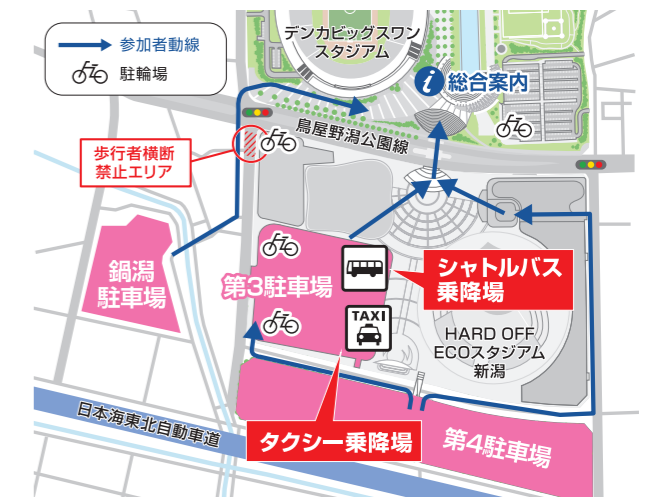 参加者動線
駐輪場
デンカビッグスワン
スタジアム
i 総合案内
鳥屋野潟公園線
歩行者横断
禁止エリア
鍋潟
駐車場
第3駐車場
シャトルバス
乗降場
TAXI
HARD OFF
ECOスタジアム
新潟
日本海東北自動車道
タクシー乗降場
第4駐車場